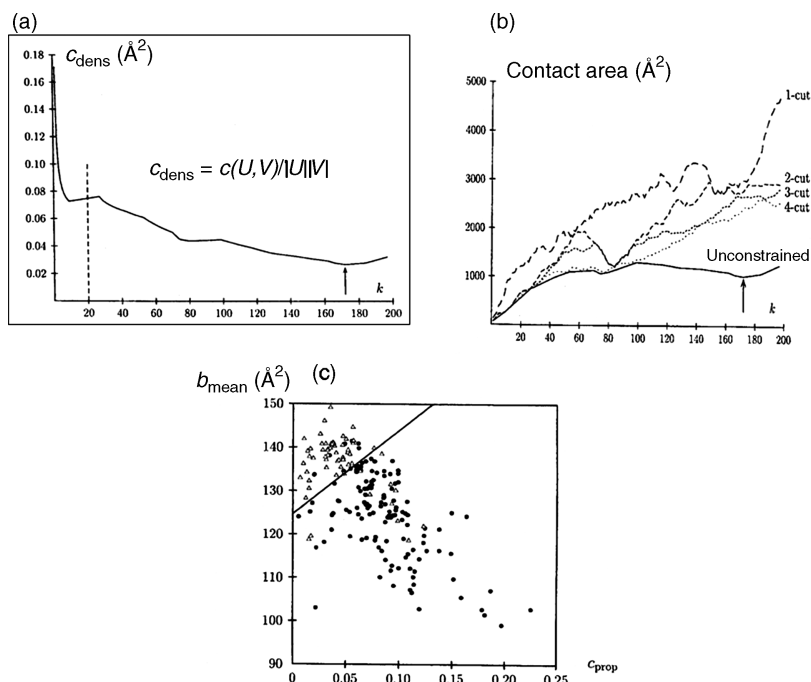 (a)
c_dens (Å²)
0.18
0.16
0.14
0.12
0.10
0.08
0.06
0.04
0.02
c_dens = c(U,V)/|U||V|
k
20 40 60 80 100 120 140 160 180 200
(b)
Contact area (Å²)
5000
4000
3000
2000
1000
1-cut
2-cut
3-cut
4-cut
Unconstrained
k
20 40 60 80 100 120 140 160 180 200
b_mean (Å²) (c)
150
140
130
120
110
100
90
0 0.05 0.10 0.15 0.20 0.25
c_prop